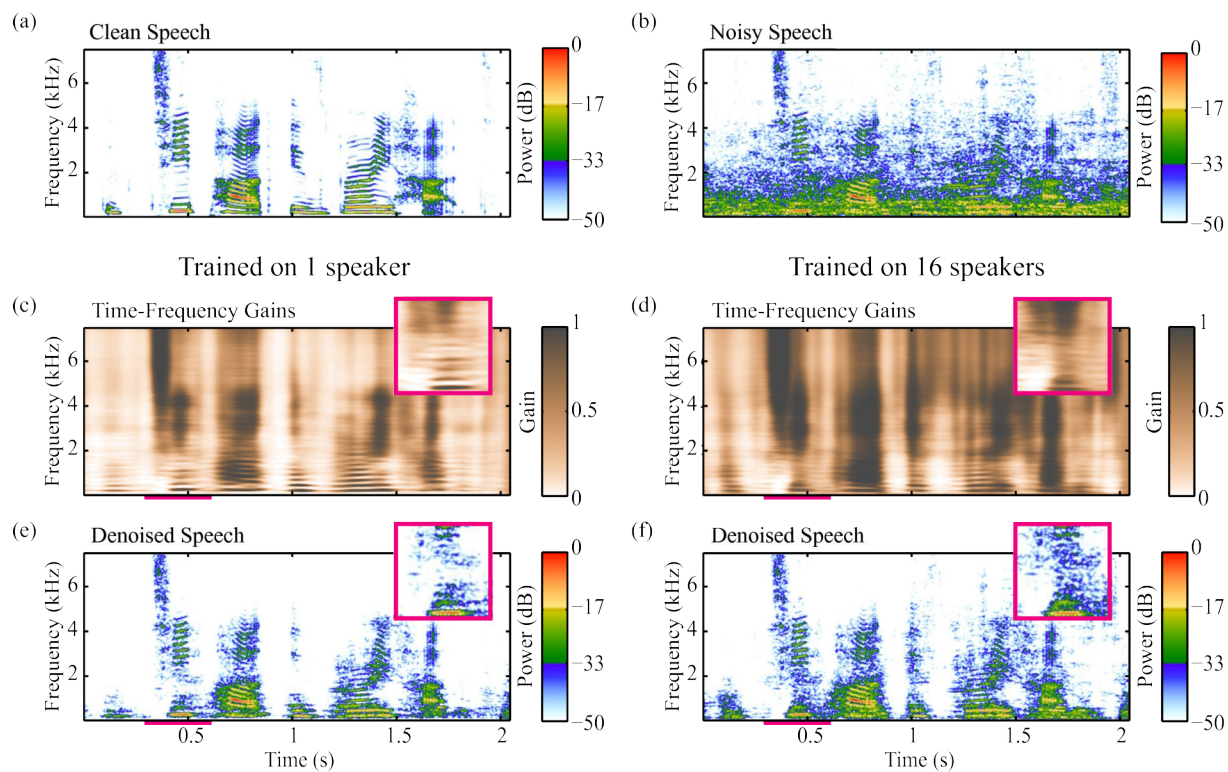 (a)
Clean Speech
Frequency (kHz)
6
4
2
0
−17
−33
−50
Power (dB)
(b)
Noisy Speech
Frequency (kHz)
6
4
2
0
−17
−33
−50
Power (dB)
Trained on 1 speaker
Trained on 16 speakers
(c)
Time-Frequency Gains
Frequency (kHz)
6
4
2
1
0.5
0
Gain
(d)
Time-Frequency Gains
Frequency (kHz)
6
4
2
1
0.5
0
Gain
(e)
Denoised Speech
Frequency (kHz)
6
4
2
0.5
1
1.5
2
Time (s)
0
−17
−33
−50
Power (dB)
(f)
Denoised Speech
Frequency (kHz)
6
4
2
0.5
1
1.5
2
Time (s)
0
−17
−33
−50
Power (dB)